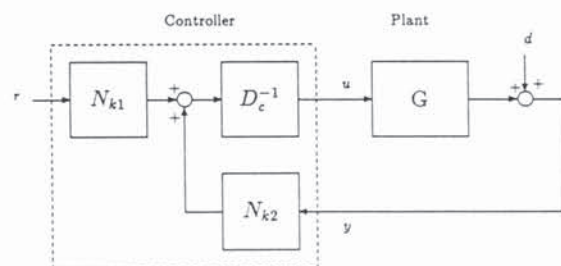 Controller
Plant
d
r
N_{k1}
+
+
D_c^{-1}
u
G
+
+
N_{k2}
y